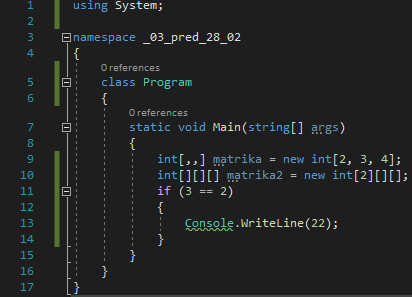 1 using System;
2
3 namespace _03_pred_28_02
4 {
0 references
5 class Program
6 {
0 references
7 static void Main(string[] args)
8 {
9 int[,,] matrika = new int[2, 3, 4];
10 int[][][] matrika2 = new int[2][][];
11 if (3 == 2)
12 {
13 Console.WriteLine(22);
14 }
15 }
16 }
17 }